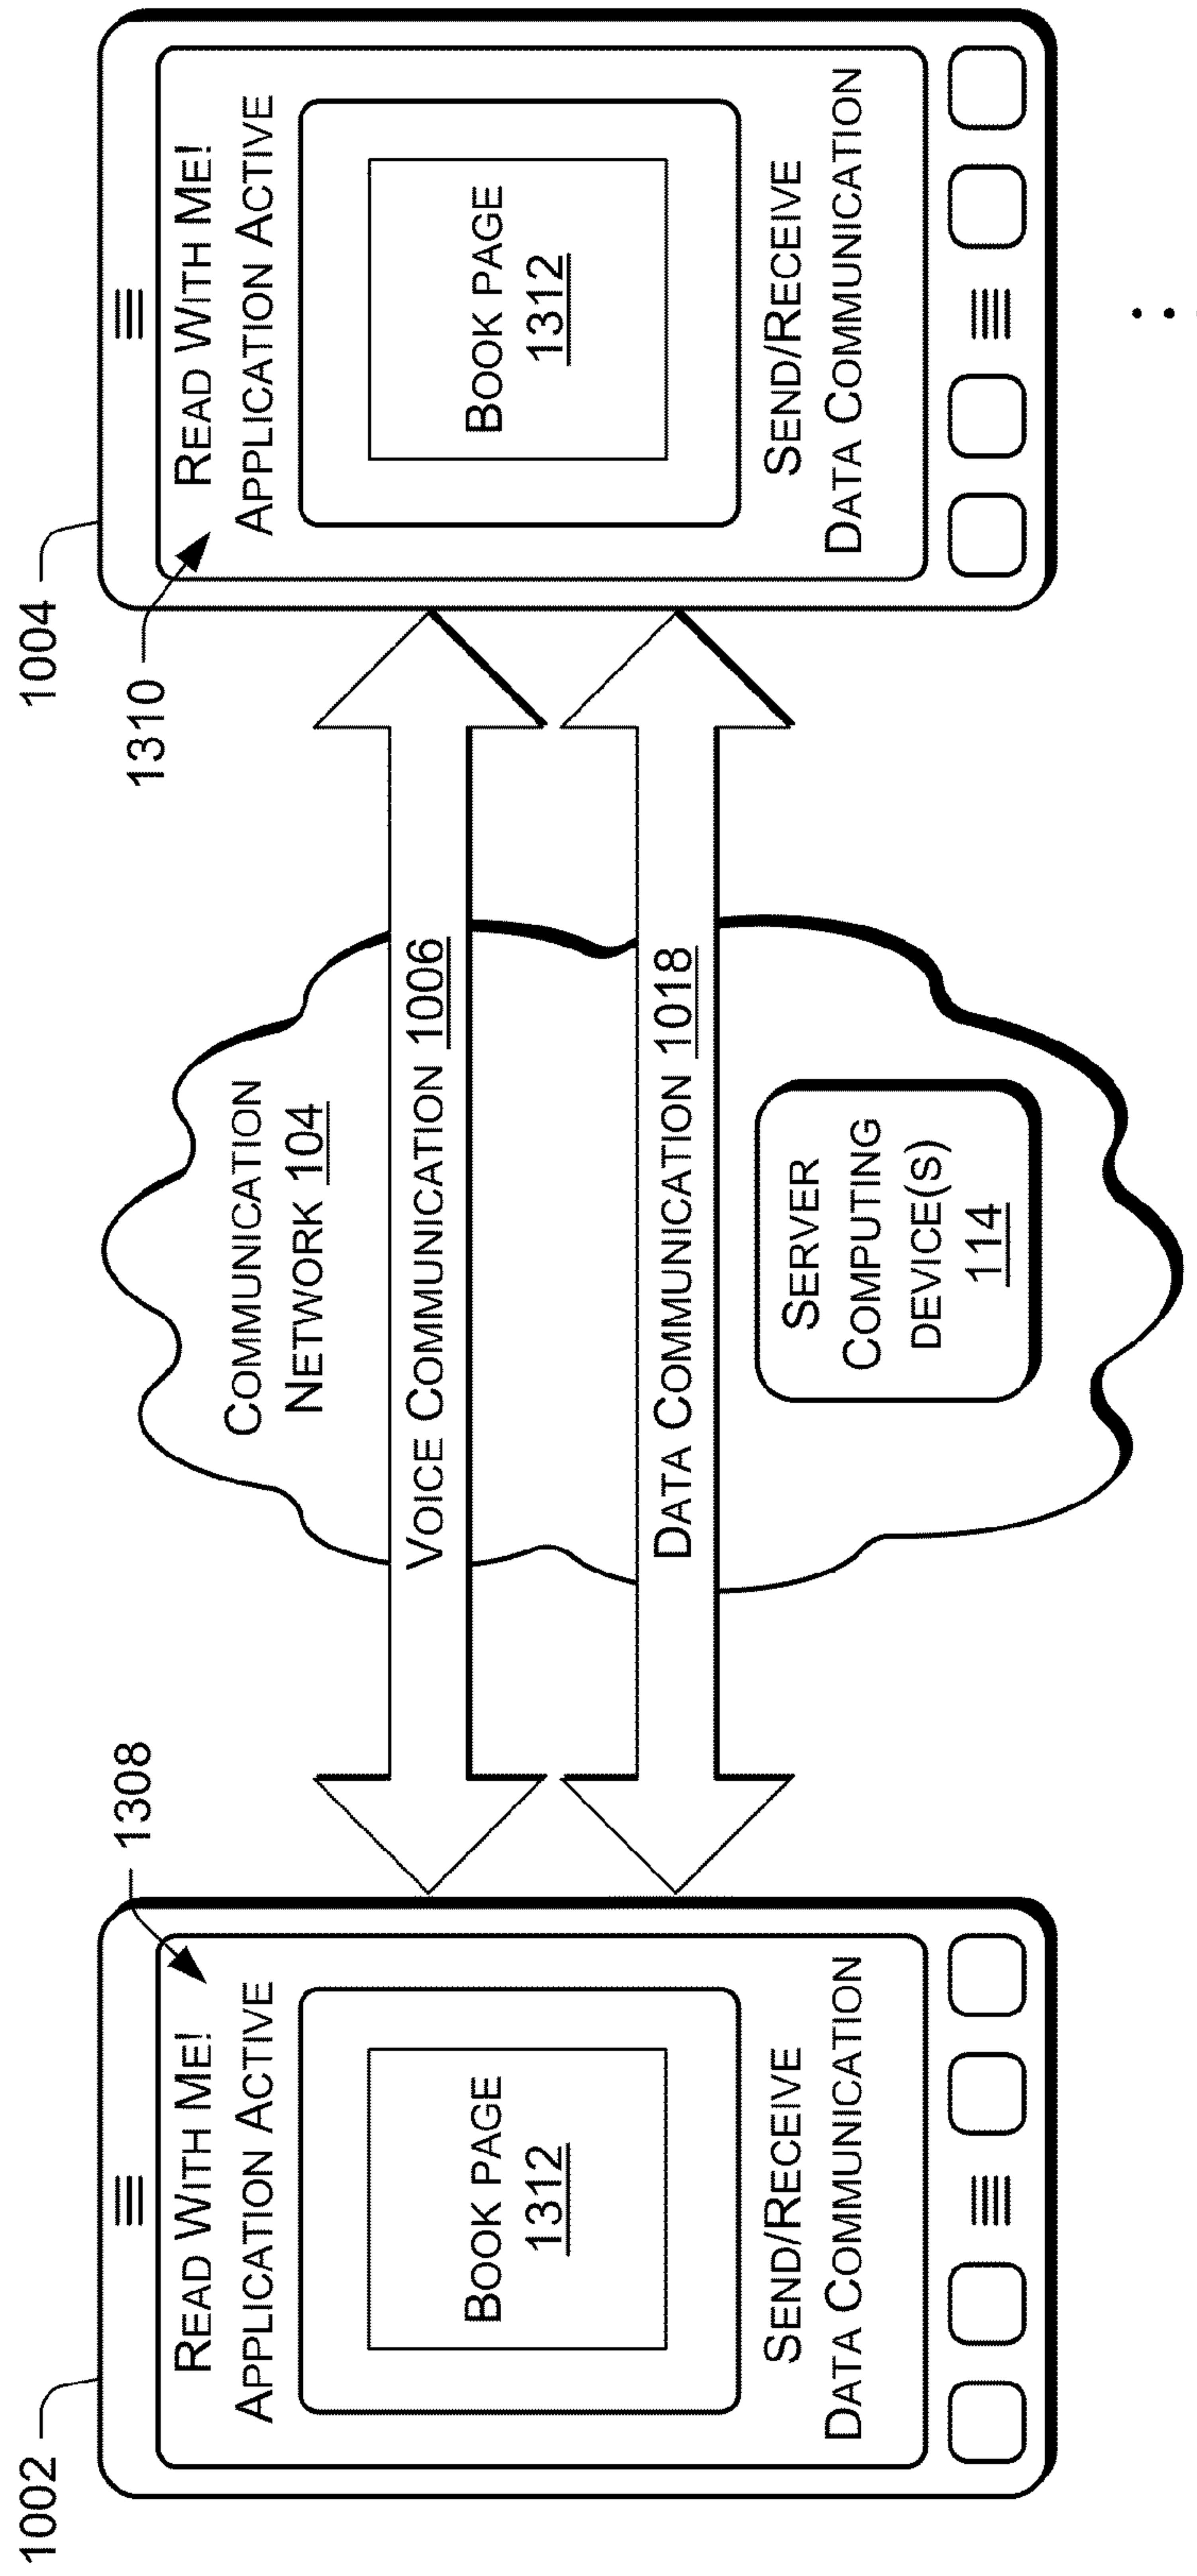 1002
1308
READ WITH ME!
APPLICATION ACTIVE
BOOK PAGE
1312
SEND/RECEIVE
DATA COMMUNICATION
COMMUNICATION
NETWORK 104
VOICE COMMUNICATION 1006
DATA COMMUNICATION 1018
SERVER
COMPUTING
DEVICE(S)
114
1004
1310
READ WITH ME!
APPLICATION ACTIVE
BOOK PAGE
1312
SEND/RECEIVE
DATA COMMUNICATION